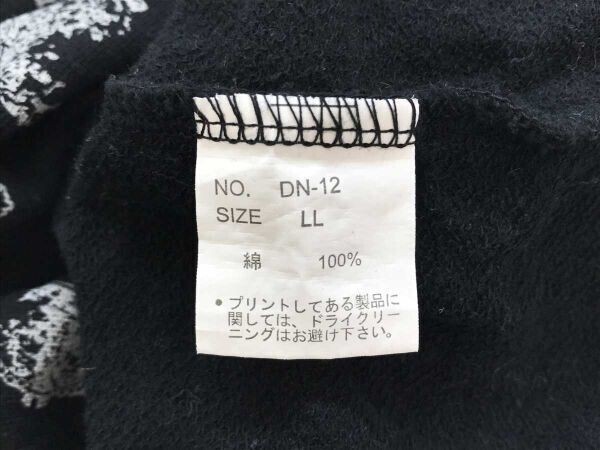 NO. DN-12
SIZE LL
綿 100%
•プリントしてある製品に
関しては、ドライクリー
ニングはお避け下さい。